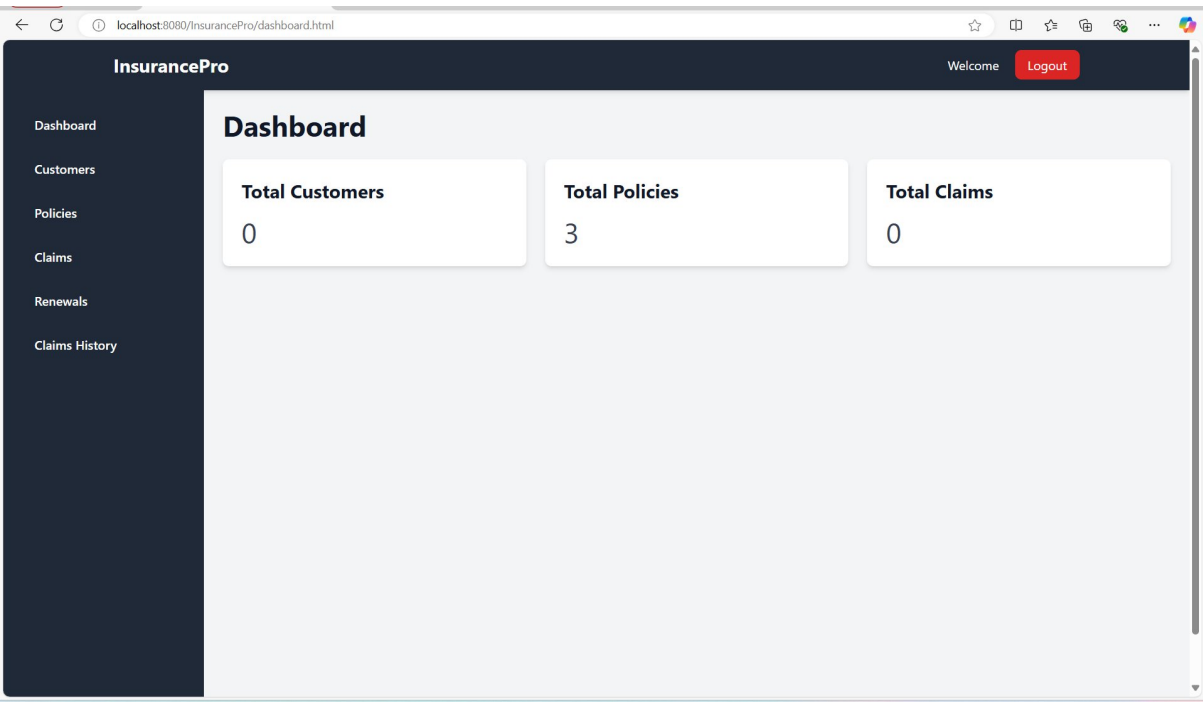 localhost:8080/InsurancePro/dashboard.html
InsurancePro
Welcome
Logout
Dashboard
Customers
Policies
Claims
Renewals
Claims History
Dashboard
Total Customers
0
Total Policies
3
Total Claims
0